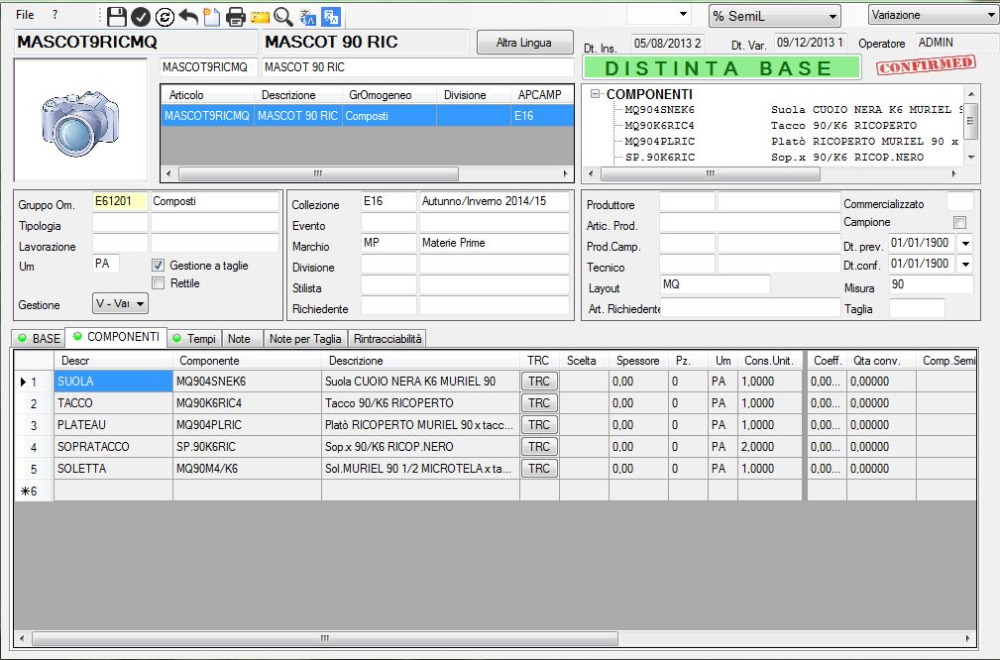 File ?
% SemiL
Variazione
MASCOT9RICMQ MASCOT 90 RIC Altra Lingua
Dt. Ins. 05/08/2013 2 Dt. Var. 09/12/2013 1 Operatore ADMIN
MASCOT9RICMQ MASCOT 90 RIC
DISTINTA BASE CONFIRMED
Articolo Descrizione GrOmogeneo Divisione APCAMP
MASCOT9RICMQ MASCOT 90 RIC Composti E16
COMPONENTI
MQ904SNEK6 Suola CUOIO NERA K6 MURIEL 9
MQ90K6RIC4 Tacco 90/K6 RICOPERTO
MQ904PLRIC Platò RICOPERTO MURIEL 90 x
SP.90K6RIC Sop.x 90/K6 RICOP.NERO
Gruppo Om. E61201 Composti
Tipologia
Lavorazione
Um PA Gestione a taglie
Rettile
Gestione V - Var
Collezione E16 Autunno/Inverno 2014/15
Evento
Marchio MP Materie Prime
Divisione
Stilista
Richiedente
Produttore Commercializzato
Artic. Prod. Campione
Prod.Camp. Dt. prev. 01/01/1900
Tecnico Dt.conf. 01/01/1900
Layout MQ Misura 90
Art. Richiedente Taglia
BASE COMPONENTI Tempi Note Note per Taglia Rintracciabilità
Descr Componente Descrizione TRC Scelta Spessore Pz. Um Cons.Unit. Coeff. Qta conv. Comp.Semi
1 SUOLA MQ904SNEK6 Suola CUOIO NERA K6 MURIEL 90 TRC 0,00 0 PA 1,0000 0,00... 0,00000
2 TACCO MQ90K6RIC4 Tacco 90/K6 RICOPERTO TRC 0,00 0 PA 1,0000 0,00... 0,00000
3 PLATEAU MQ904PLRIC Platò RICOPERTO MURIEL 90 x tacc... TRC 0,00 0 PA 1,0000 0,00... 0,00000
4 SOPRATACCO SP.90K6RIC Sop.x 90/K6 RICOP.NERO TRC 0,00 0 PA 2,0000 0,00... 0,00000
5 SOLETTA MQ90M4/K6 Sol.MURIEL 90 1/2 MICROTELA x ta... TRC 0,00 0 PA 1,0000 0,00... 0,00000
6